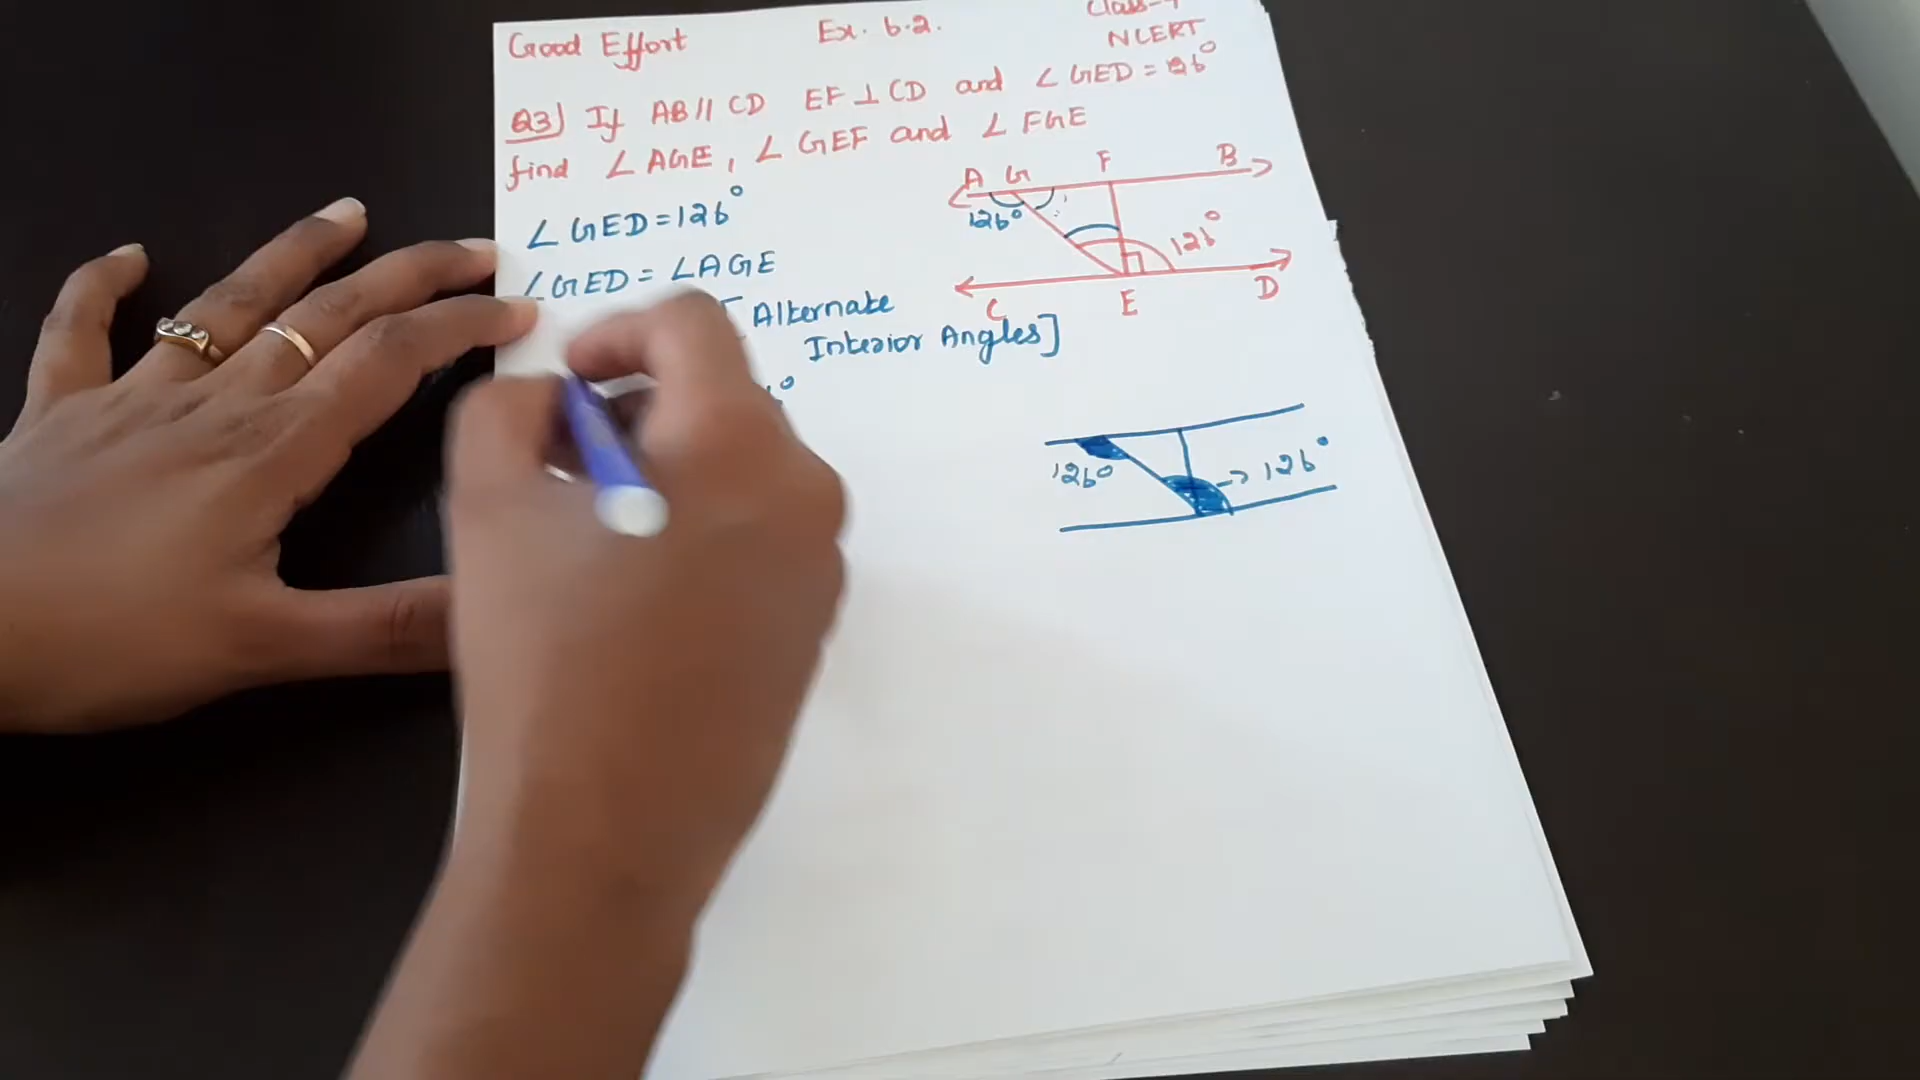 Good Effort Ex. 6.2. Class-9
NCERT
Q3) If AB // CD EF ⊥ CD and ∠GED = 126°
find ∠AGE, ∠GEF and ∠FGE
A G F B
126°
126°
C E D
∠GED = 126°
∠GED = ∠AGE
[Alternate
Interior Angles]
126° → 126°